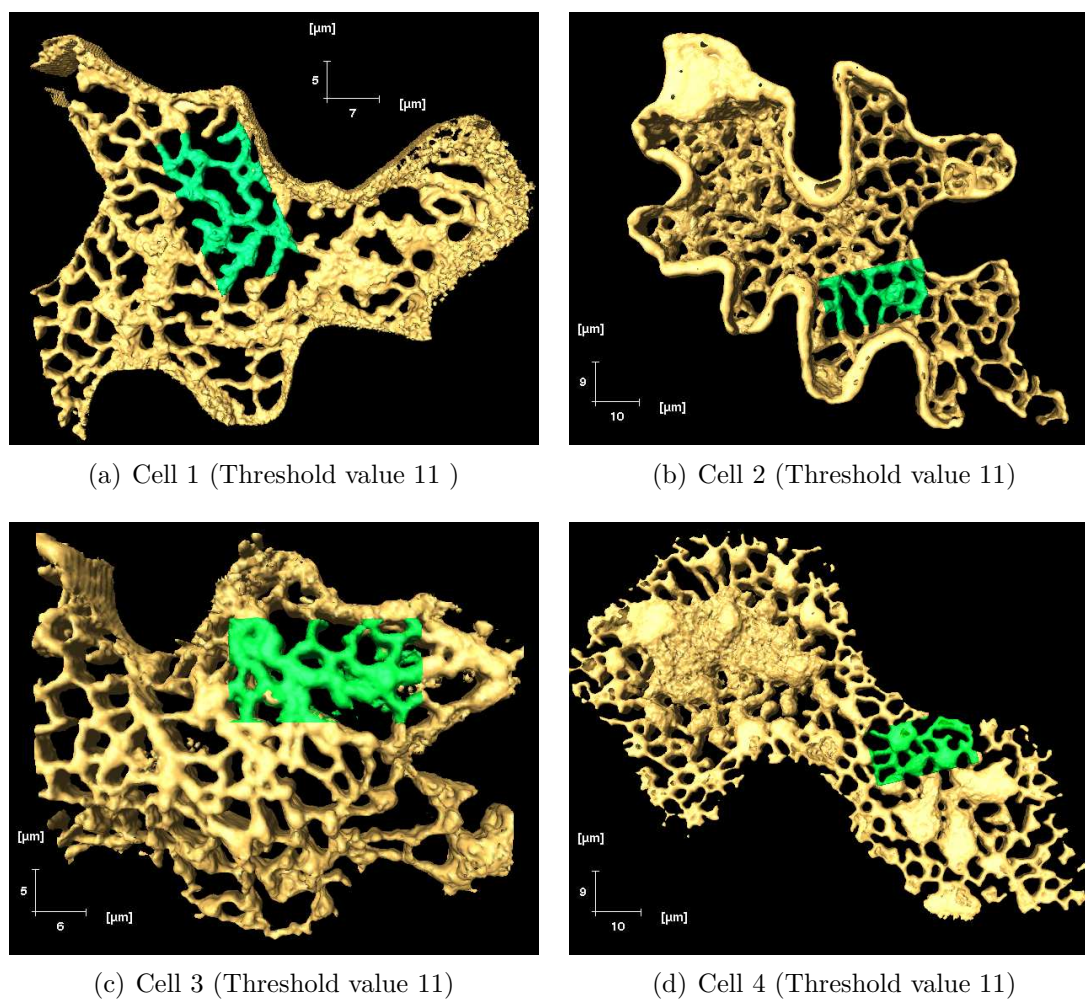 [µm]
5
[µm]
7
(a) Cell 1 (Threshold value 11 )
[µm]
9
[µm]
10
(b) Cell 2 (Threshold value 11)
[µm]
5
[µm]
6
(c) Cell 3 (Threshold value 11)
[µm]
9
[µm]
10
(d) Cell 4 (Threshold value 11)